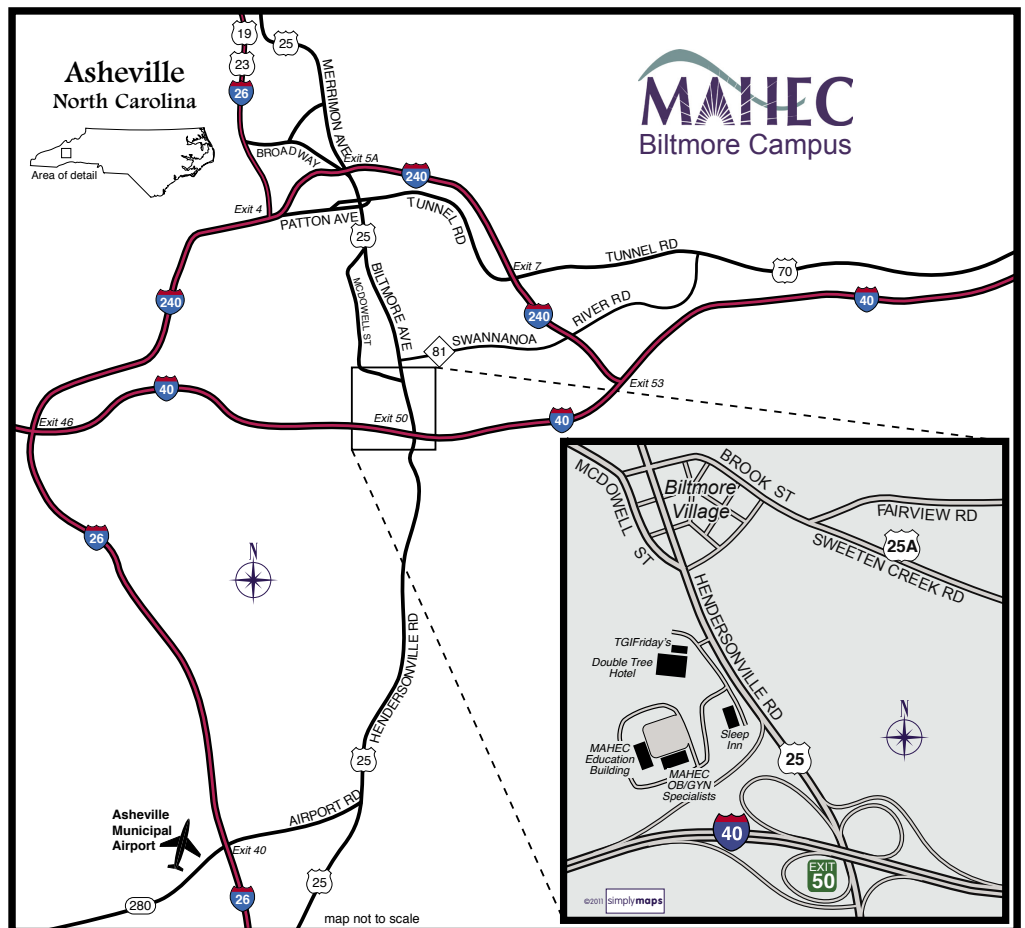 19
23
26
25
MERRIMON AVE
Asheville
North Carolina
Area of detail
MAHEC
Biltmore Campus
BROADWAY
Exit 5A
240
Exit 4
PATTON AVE
TUNNEL RD
25
Exit 7
TUNNEL RD
70
40
240
MCDOWELL ST
BILTMORE AVE
240
RIVER RD
81
SWANNANOA
Exit 53
40
Exit 46
Exit 50
40
26
N
HENDERSONVILLE RD
25
AIRPORT RD
Asheville
Municipal
Airport
Exit 40
280
26
25
map not to scale
MCDOWELL ST
Biltmore
Village
BROOK ST
FAIRVIEW RD
25A
SWEETEN CREEK RD
HENDERSONVILLE RD
TGIFriday's
Double Tree
Hotel
N
Sleep
Inn
MAHEC
Education
Building
MAHEC
OB/GYN
Specialists
25
40
EXIT
50
©2011 simplymaps